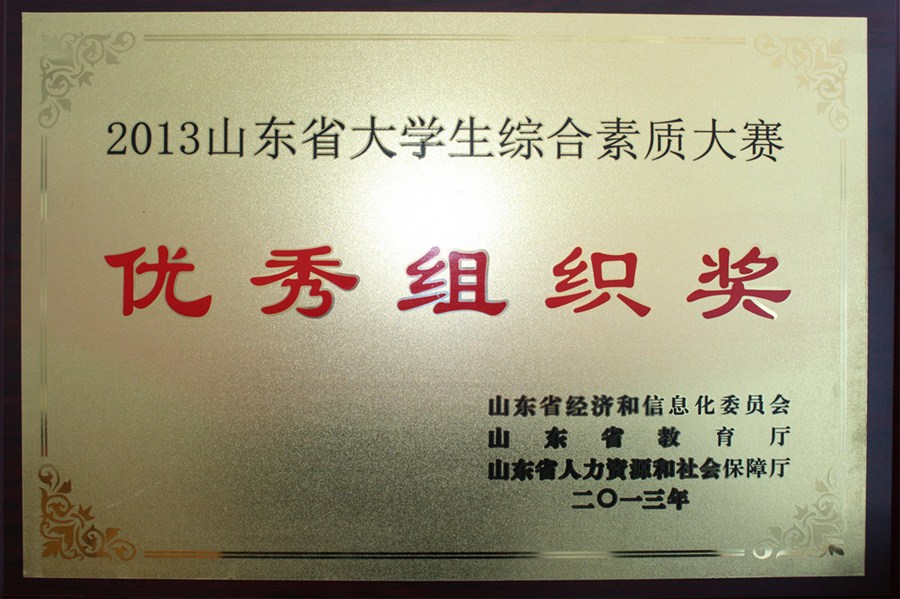 2013山东省大学生综合素质大赛
优秀组织奖
山东省经济和信息化委员会
山东省教育厅
山东省人力资源和社会保障厅
二〇一三年